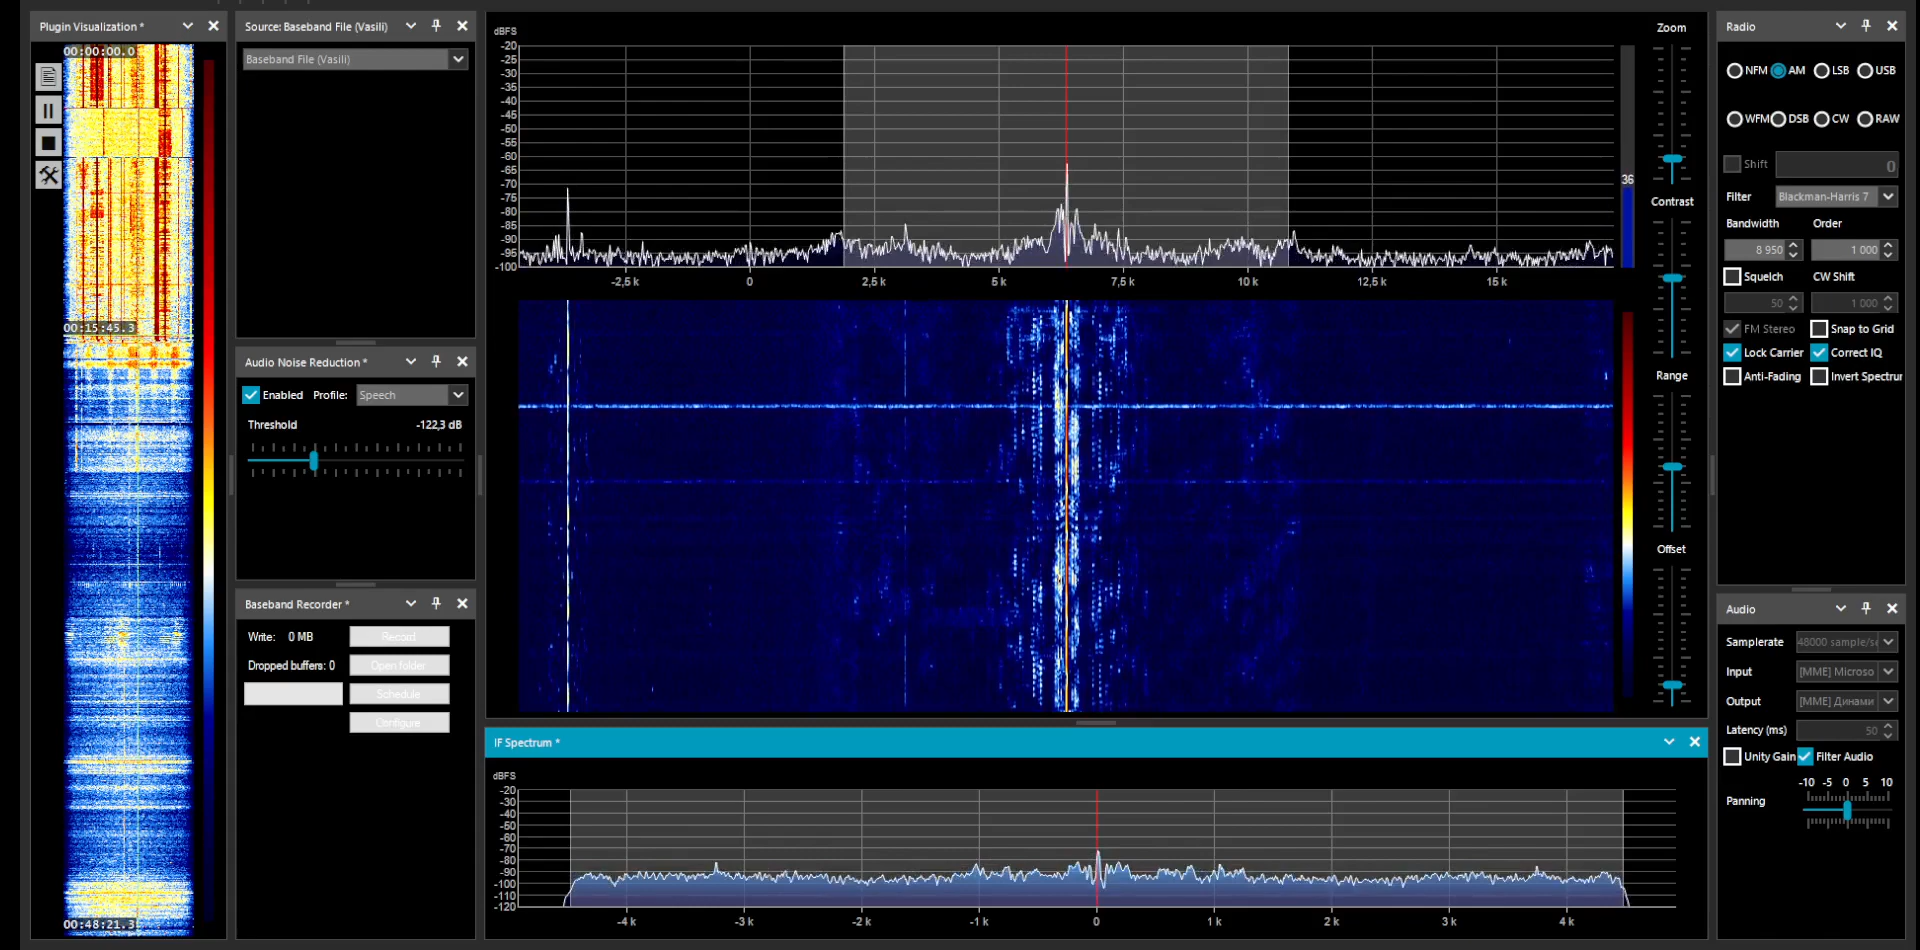 Plugin Visualization *
00:00:00.0
00:15:45.3
00:48:21.3
Source: Baseband File (Vasili)
Baseband File (Vasili)
Audio Noise Reduction *
Enabled Profile: Speech
Threshold -122,3 dB
Baseband Recorder *
Write: 0 MB Record
Dropped buffers: 0 Open folder
Schedule
Configure
dBFS
-20
-25
-30
-35
-40
-45
-50
-55
-60
-65
-70
-75
-80
-85
-90
-95
-100
-2,5 k 0 2,5 k 5 k 7,5 k 10 k 12,5 k 15 k
36
Zoom
Contrast
Range
Offset
IF Spectrum *
dBFS
-20
-30
-40
-50
-60
-70
-80
-90
-100
-110
-120
-4 k -3 k -2 k -1 k 0 1 k 2 k 3 k 4 k
Radio
NFM AM LSB USB
WFM DSB CW RAW
Shift 0
Filter Blackman-Harris 7
Bandwidth Order
8 950 1 000
Squelch CW Shift
50 1 000
FM Stereo Snap to Grid
Lock Carrier Correct IQ
Anti-Fading Invert Spectrur
Audio
Samplerate 48000 sample/se
Input [MME] Microso
Output [MME] Динами
Latency (ms) 50
Unity Gain Filter Audio
-10 -5 0 5 10
Panning